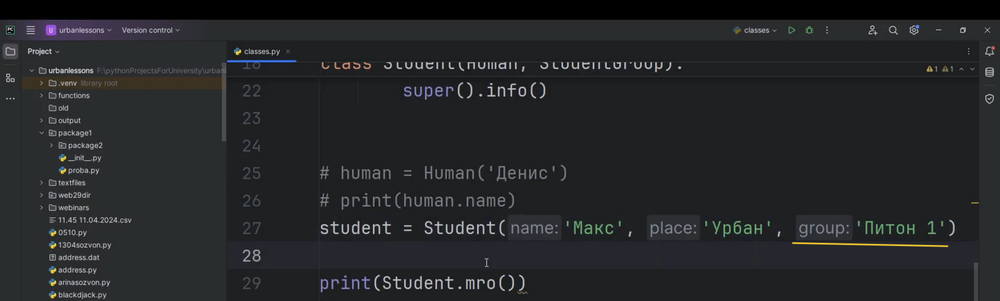 PC
U urbanlessons
Version control
classes
Project
urbanlessons F:\pythonProjectsForUniversity\urbanl
.venv library root
functions
old
output
package1
package2
__init__.py
proba.py
textfiles
web29dir
webinars
11.45 11.04.2024.csv
0510.py
1304sozvon.py
address.dat
address.py
arinasozvon.py
blackdjack.py
classes.py
1 1
18 class Student(Human, StudentGroup):
22 super().info()
23
24
25 # human = Human('Денис')
26 # print(human.name)
27 student = Student(name: 'Макс', place: 'Урбан', group: 'Питон 1')
28
29 print(Student.mro())